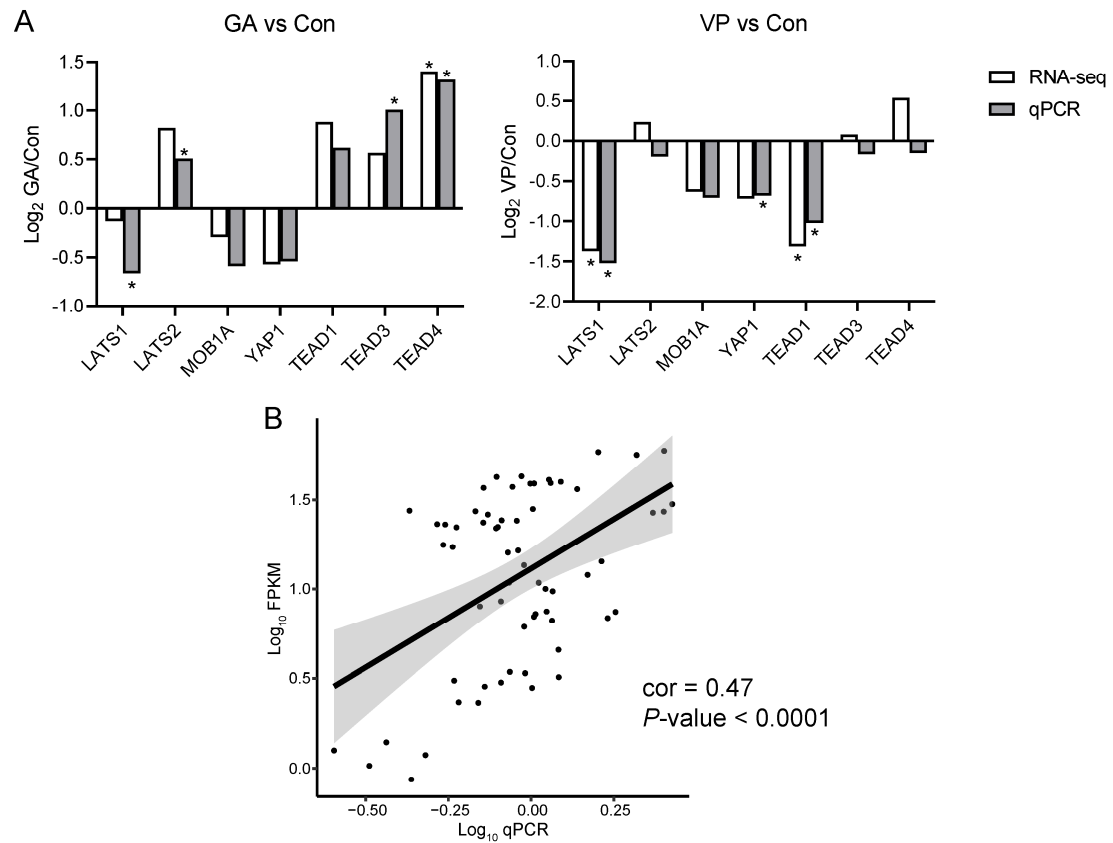 A
GA vs Con
VP vs Con
Log2 GA/Con
1.5
1.0
0.5
0.0
-0.5
-1.0
* * * * *
LATS1 LATS2 MOB1A YAP1 TEAD1 TEAD3 TEAD4
Log2 VP/Con
1.0
0.5
0.0
-0.5
-1.0
-1.5
-2.0
* * * * *
LATS1 LATS2 MOB1A YAP1 TEAD1 TEAD3 TEAD4
RNA-seq
qPCR
B
Log10 FPKM
1.5
1.0
0.5
0.0
cor = 0.47
P-value < 0.0001
−0.50 −0.25 0.00 0.25
Log10 qPCR